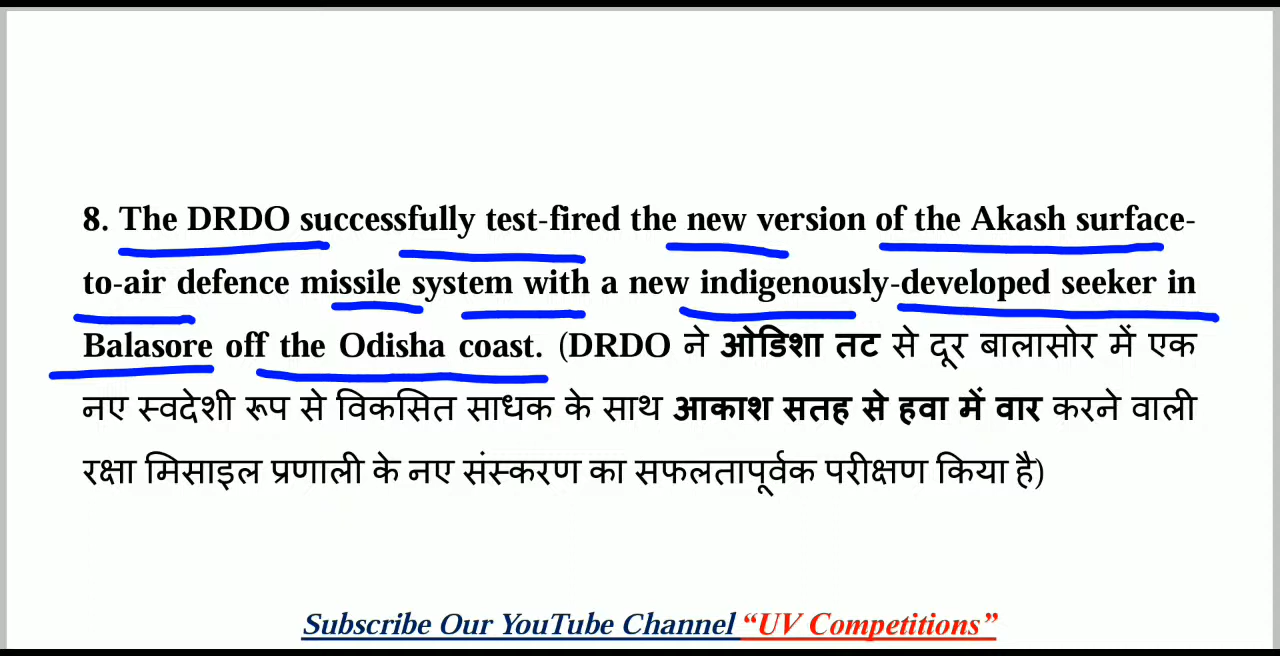 8. The DRDO successfully test-fired the new version of the Akash surface-
to-air defence missile system with a new indigenously-developed seeker in
Balasore off the Odisha coast. (DRDO ने ओडिशा तट से दूर बालासोर में एक
नए स्वदेशी रूप से विकसित साधक के साथ आकाश सतह से हवा में वार करने वाली
रक्षा मिसाइल प्रणाली के नए संस्करण का सफलतापूर्वक परीक्षण किया है)
Subscribe Our YouTube Channel “UV Competitions”